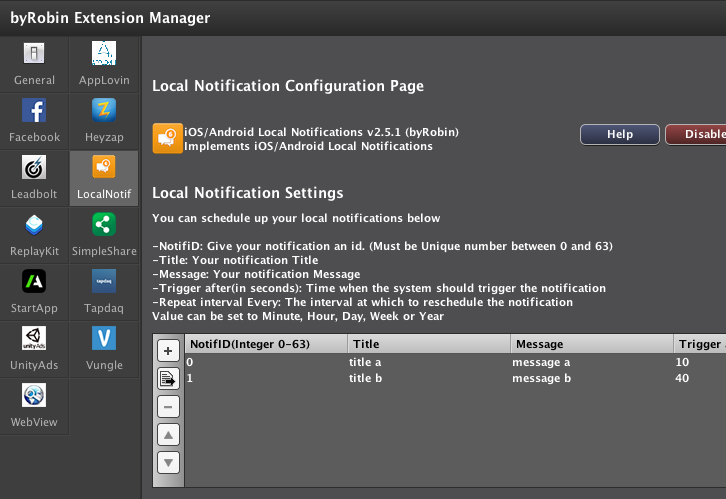 byRobin Extension Manager
General
AppLovin
Facebook
Heyzap
Leadbolt
LocalNotif
ReplayKit
SimpleShare
StartApp
Tapdaq
UnityAds
Vungle
WebView
Local Notification Configuration Page
iOS/Android Local Notifications v2.5.1 (byRobin)
Implements iOS/Android Local Notifications
Help
Disable
Local Notification Settings
You can schedule up your local notifications below
-NotifiD: Give your notification an id. (Must be Unique number between 0 and 63)
-Title: Your notification Title
-Message: Your notification Message
-Trigger after(in seconds): Time when the system should trigger the notification
-Repeat interval Every: The interval at which to reschedule the notification
Value can be set to Minute, Hour, Day, Week or Year
NotifID(Integer 0-63) Title Message Trigger
0 title a message a 10
1 title b message b 40